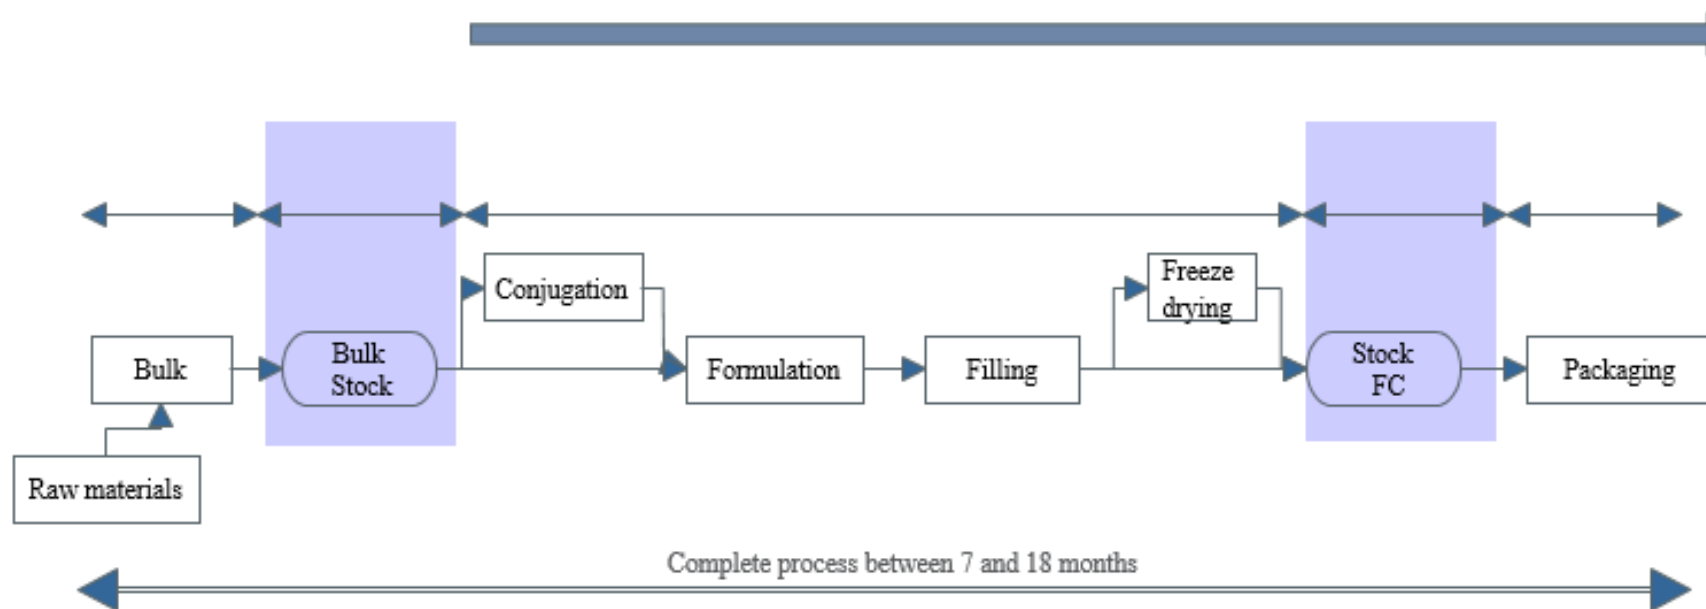 Conjugation
Freeze
drying
Bulk
Bulk
Stock
Formulation
Filling
Stock
FC
Packaging
Raw materials
Complete process between 7 and 18 months